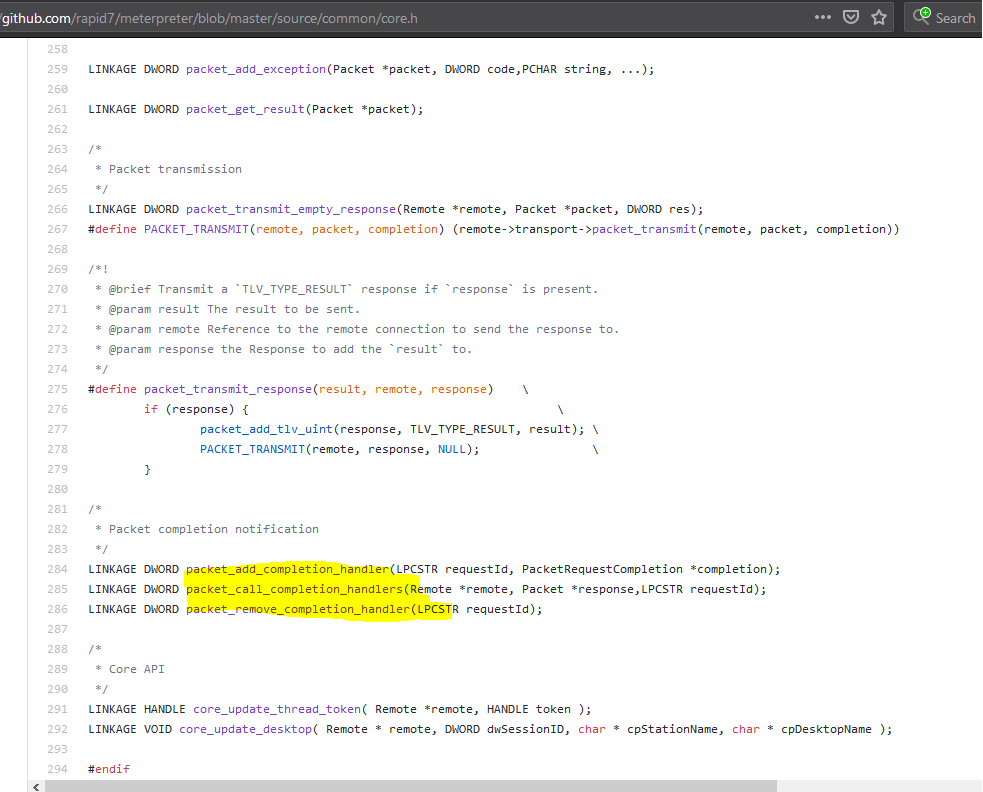 /github.com/rapid7/meterpreter/blob/master/source/common/core.h
Search
258
259 LINKAGE DWORD packet_add_exception(Packet *packet, DWORD code,PCHAR string, ...);
260
261 LINKAGE DWORD packet_get_result(Packet *packet);
262
263 /*
264  * Packet transmission
265  */
266 LINKAGE DWORD packet_transmit_empty_response(Remote *remote, Packet *packet, DWORD res);
267 #define PACKET_TRANSMIT(remote, packet, completion) (remote->transport->packet_transmit(remote, packet, completion))
268
269 /*!
270  * @brief Transmit a `TLV_TYPE_RESULT` response if `response` is present.
271  * @param result The result to be sent.
272  * @param remote Reference to the remote connection to send the response to.
273  * @param response the Response to add the `result` to.
274  */
275 #define packet_transmit_response(result, remote, response) \
276 if (response) { \
277 packet_add_tlv_uint(response, TLV_TYPE_RESULT, result); \
278 PACKET_TRANSMIT(remote, response, NULL); \
279 }
280
281 /*
282  * Packet completion notification
283  */
284 LINKAGE DWORD packet_add_completion_handler(LPCSTR requestId, PacketRequestCompletion *completion);
285 LINKAGE DWORD packet_call_completion_handlers(Remote *remote, Packet *response,LPCSTR requestId);
286 LINKAGE DWORD packet_remove_completion_handler(LPCSTR requestId);
287
288 /*
289  * Core API
290  */
291 LINKAGE HANDLE core_update_thread_token( Remote *remote, HANDLE token );
292 LINKAGE VOID core_update_desktop( Remote * remote, DWORD dwSessionID, char * cpStationName, char * cpDesktopName );
293
294 #endif